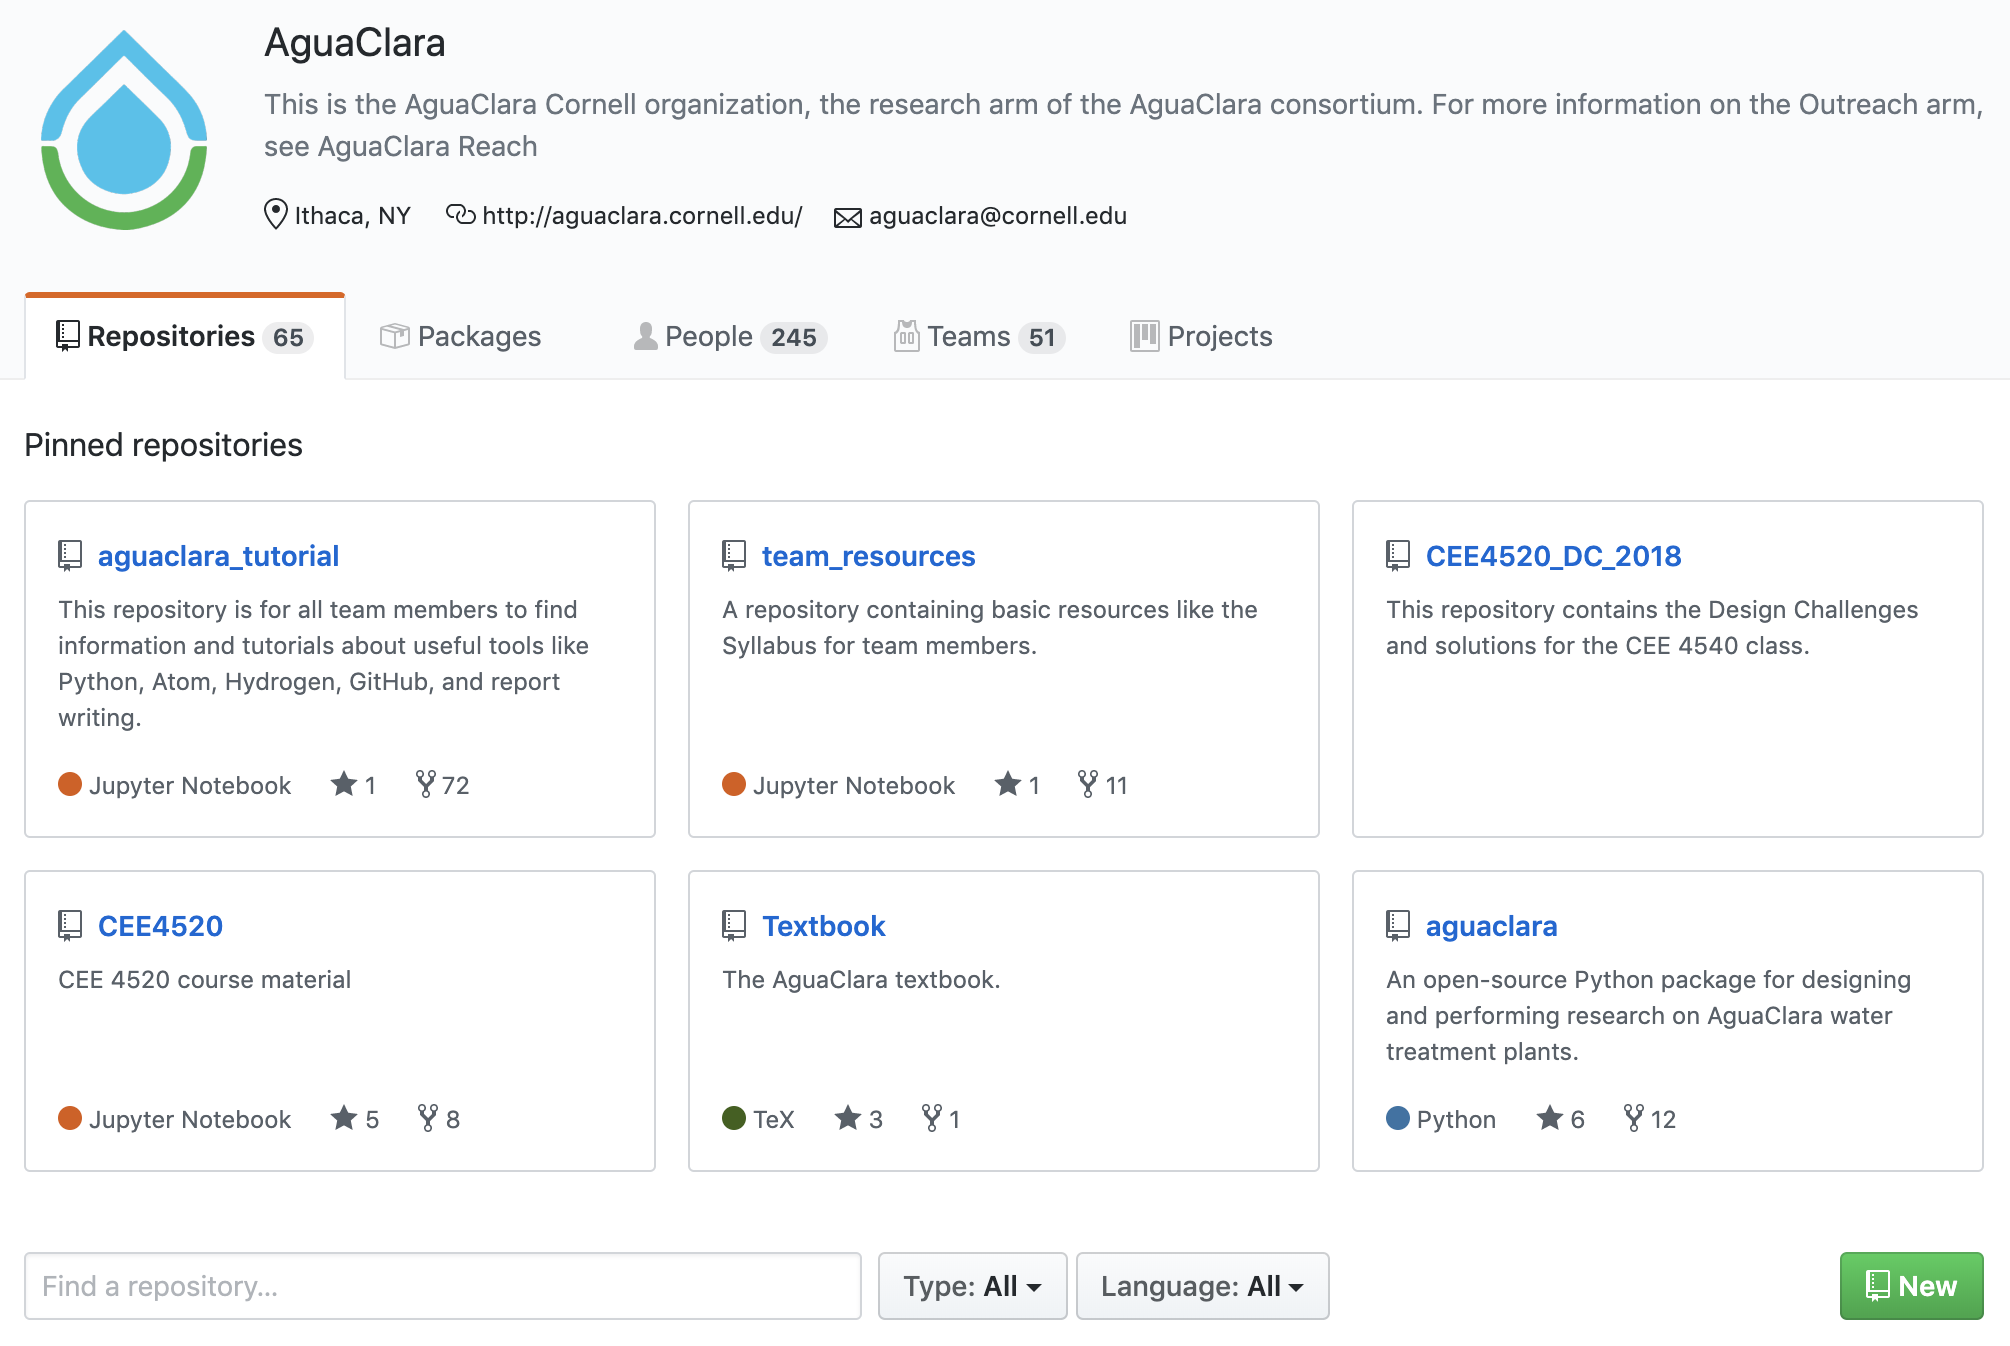 AguaClara
This is the AguaClara Cornell organization, the research arm of the AguaClara consortium. For more information on the Outreach arm,
see AguaClara Reach
Ithaca, NY http://aguaclara.cornell.edu/ aguaclara@cornell.edu
Repositories 65 Packages People 245 Teams 51 Projects
Pinned repositories
aguaclara_tutorial
This repository is for all team members to find
information and tutorials about useful tools like
Python, Atom, Hydrogen, GitHub, and report
writing.
Jupyter Notebook 1 72
team_resources
A repository containing basic resources like the
Syllabus for team members.
Jupyter Notebook 1 11
CEE4520_DC_2018
This repository contains the Design Challenges
and solutions for the CEE 4540 class.
CEE4520
CEE 4520 course material
Jupyter Notebook 5 8
Textbook
The AguaClara textbook.
TeX 3 1
aguaclara
An open-source Python package for designing
and performing research on AguaClara water
treatment plants.
Python 6 12
Find a repository... Type: All Language: All New